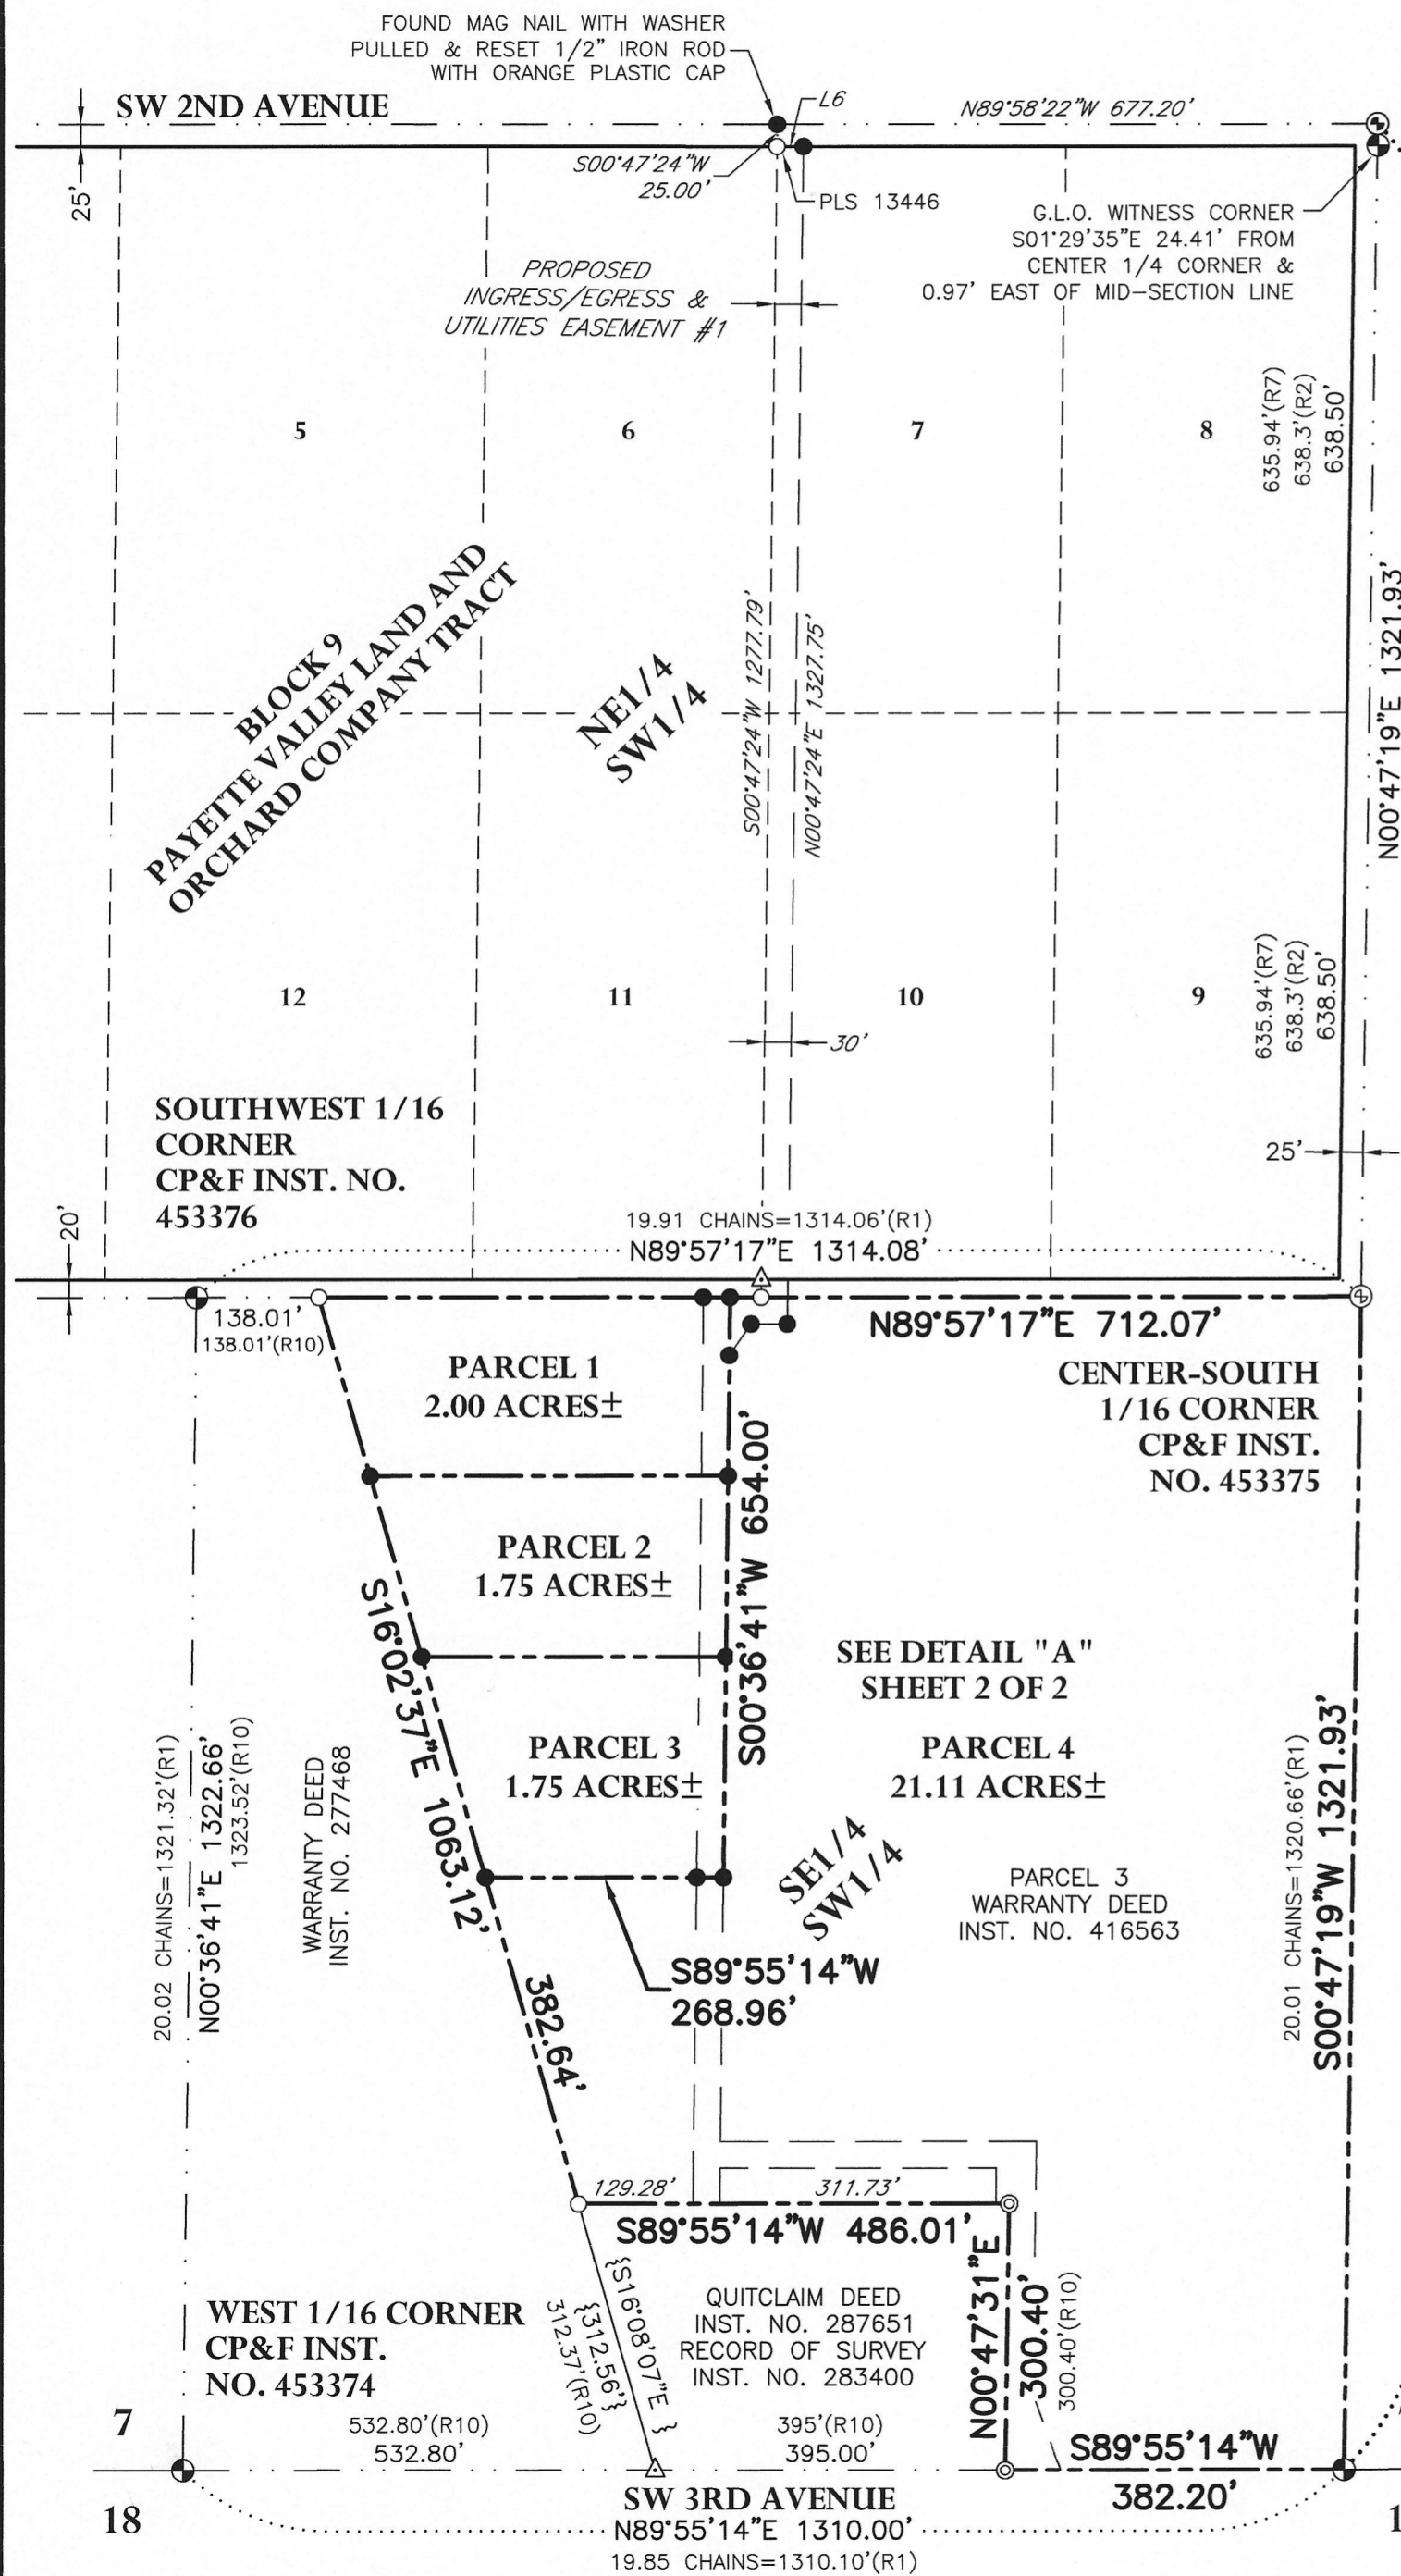 FOUND MAG NAIL WITH WASHER
PULLED & RESET 1/2" IRON ROD
WITH ORANGE PLASTIC CAP
SW 2ND AVENUE
L6
N89°58'22"W 677.20'
25'
S00°47'24"W
25.00'
PLS 13446
G.L.O. WITNESS CORNER
S01°29'35"E 24.41' FROM
CENTER 1/4 CORNER &
0.97' EAST OF MID-SECTION LINE
PROPOSED
INGRESS/EGRESS &
UTILITIES EASEMENT #1
5
6
7
8
635.94'(R7)
638.3'(R2)
638.50'
BLOCK 9
PAYETTE VALLEY LAND AND
ORCHARD COMPANY TRACT
NE1/4
SW1/4
S00°47'24"W 1277.79'
N00°47'24"E 1327.75'
N00°47'19"E 1321.93'
12
11
10
9
635.94'(R7)
638.3'(R2)
638.50'
30'
25'
SOUTHWEST 1/16
CORNER
CP&F INST. NO.
453376
20'
19.91 CHAINS=1314.06'(R1)
N89°57'17"E 1314.08'
138.01'
138.01'(R10)
N89°57'17"E 712.07'
PARCEL 1
2.00 ACRES±
CENTER-SOUTH
1/16 CORNER
CP&F INST.
NO. 453375
S00°36'41"W 654.00'
PARCEL 2
1.75 ACRES±
S16°02'37"E 1063.12'
SEE DETAIL "A"
SHEET 2 OF 2
PARCEL 3
1.75 ACRES±
PARCEL 4
21.11 ACRES±
20.02 CHAINS=1321.32'(R1)
N00°36'41"E 1322.66'
1323.52'(R10)
WARRANTY DEED
INST. NO. 277468
SE1/4
SW1/4
PARCEL 3
WARRANTY DEED
INST. NO. 416563
20.01 CHAINS=1320.66'(R1)
S00°47'19"W 1321.93'
S89°55'14"W
268.96'
382.64'
129.28'
311.73'
S89°55'14"W 486.01'
{S16°08'07"E }
{312.56'}
312.37'(R10)
QUITCLAIM DEED
INST. NO. 287651
RECORD OF SURVEY
INST. NO. 283400
N00°47'31"E
300.40'
300.40'(R10)
WEST 1/16 CORNER
CP&F INST.
NO. 453374
7
532.80'(R10)
532.80'
395'(R10)
395.00'
S89°55'14"W
382.20'
18
SW 3RD AVENUE
N89°55'14"E 1310.00'
19.85 CHAINS=1310.10'(R1)